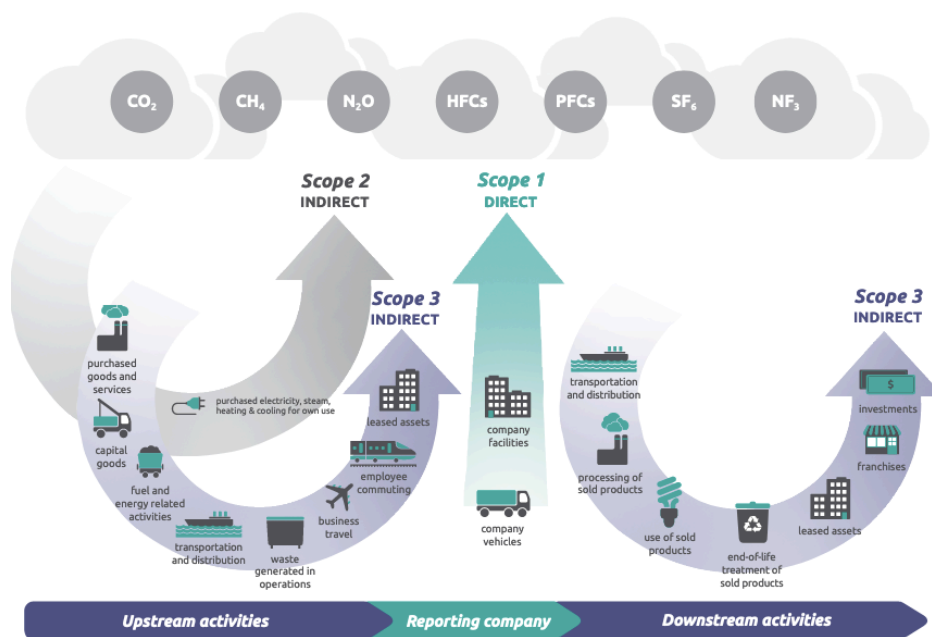 CO₂
CH₄
N₂O
HFCs
PFCs
SF₆
NF₃
Scope 2
INDIRECT
Scope 1
DIRECT
Scope 3
INDIRECT
Scope 3
INDIRECT
purchased
goods and
services
capital
goods
fuel and
energy related
activities
transportation
and distribution
waste
generated in
operations
business
travel
employee
commuting
leased assets
purchased electricity, steam,
heating & cooling for own use
company
facilities
company
vehicles
transportation
and distribution
processing of
sold products
use of sold
products
end-of-life
treatment of
sold products
leased assets
franchises
$
investments
Upstream activities
Reporting company
Downstream activities